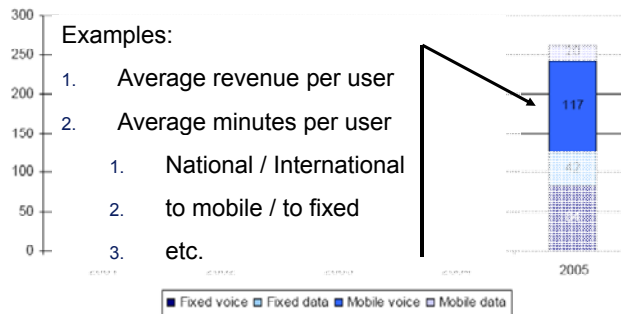 300
250
200
150
100
50
0
Examples:
1. Average revenue per user
2. Average minutes per user
1. National / International
2. to mobile / to fixed
3. etc.
117
42
2005
Fixed voice Fixed data Mobile voice Mobile data